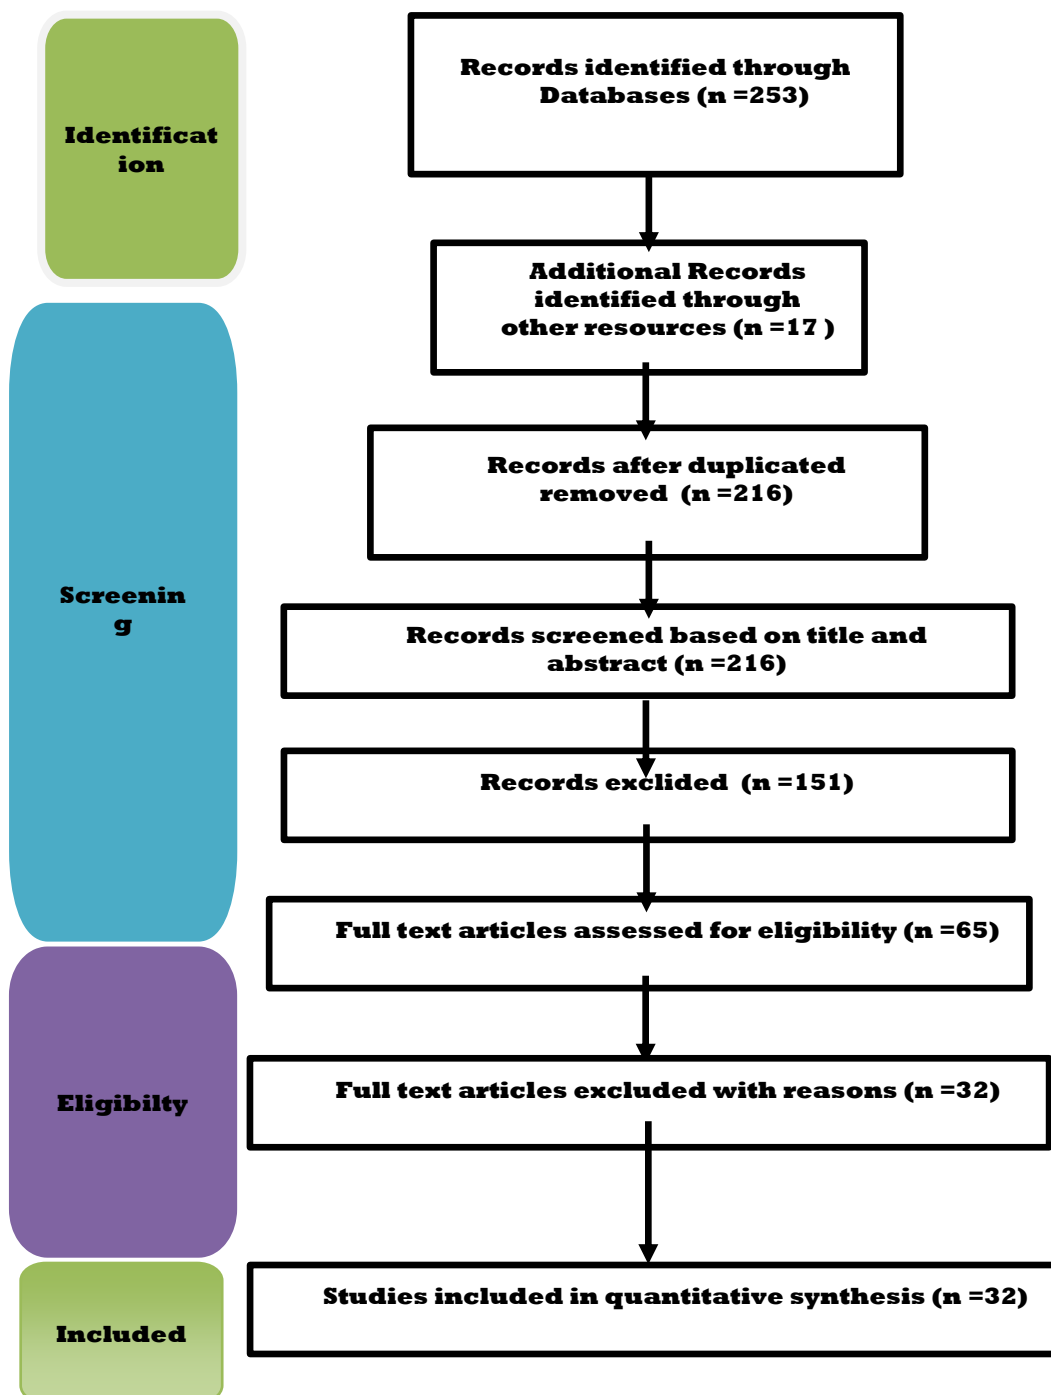 Identificat
ion
Records identified through
Databases (n =253)
Additional Records
identified through
other resources (n =17 )
Records after duplicated
removed (n =216)
Screenin
g
Records screened based on title and
abstract (n =216)
Records exclided (n =151)
Full text articles assessed for eligibility (n =65)
Eligibilty
Full text articles excluded with reasons (n =32)
Included
Studies included in quantitative synthesis (n =32)